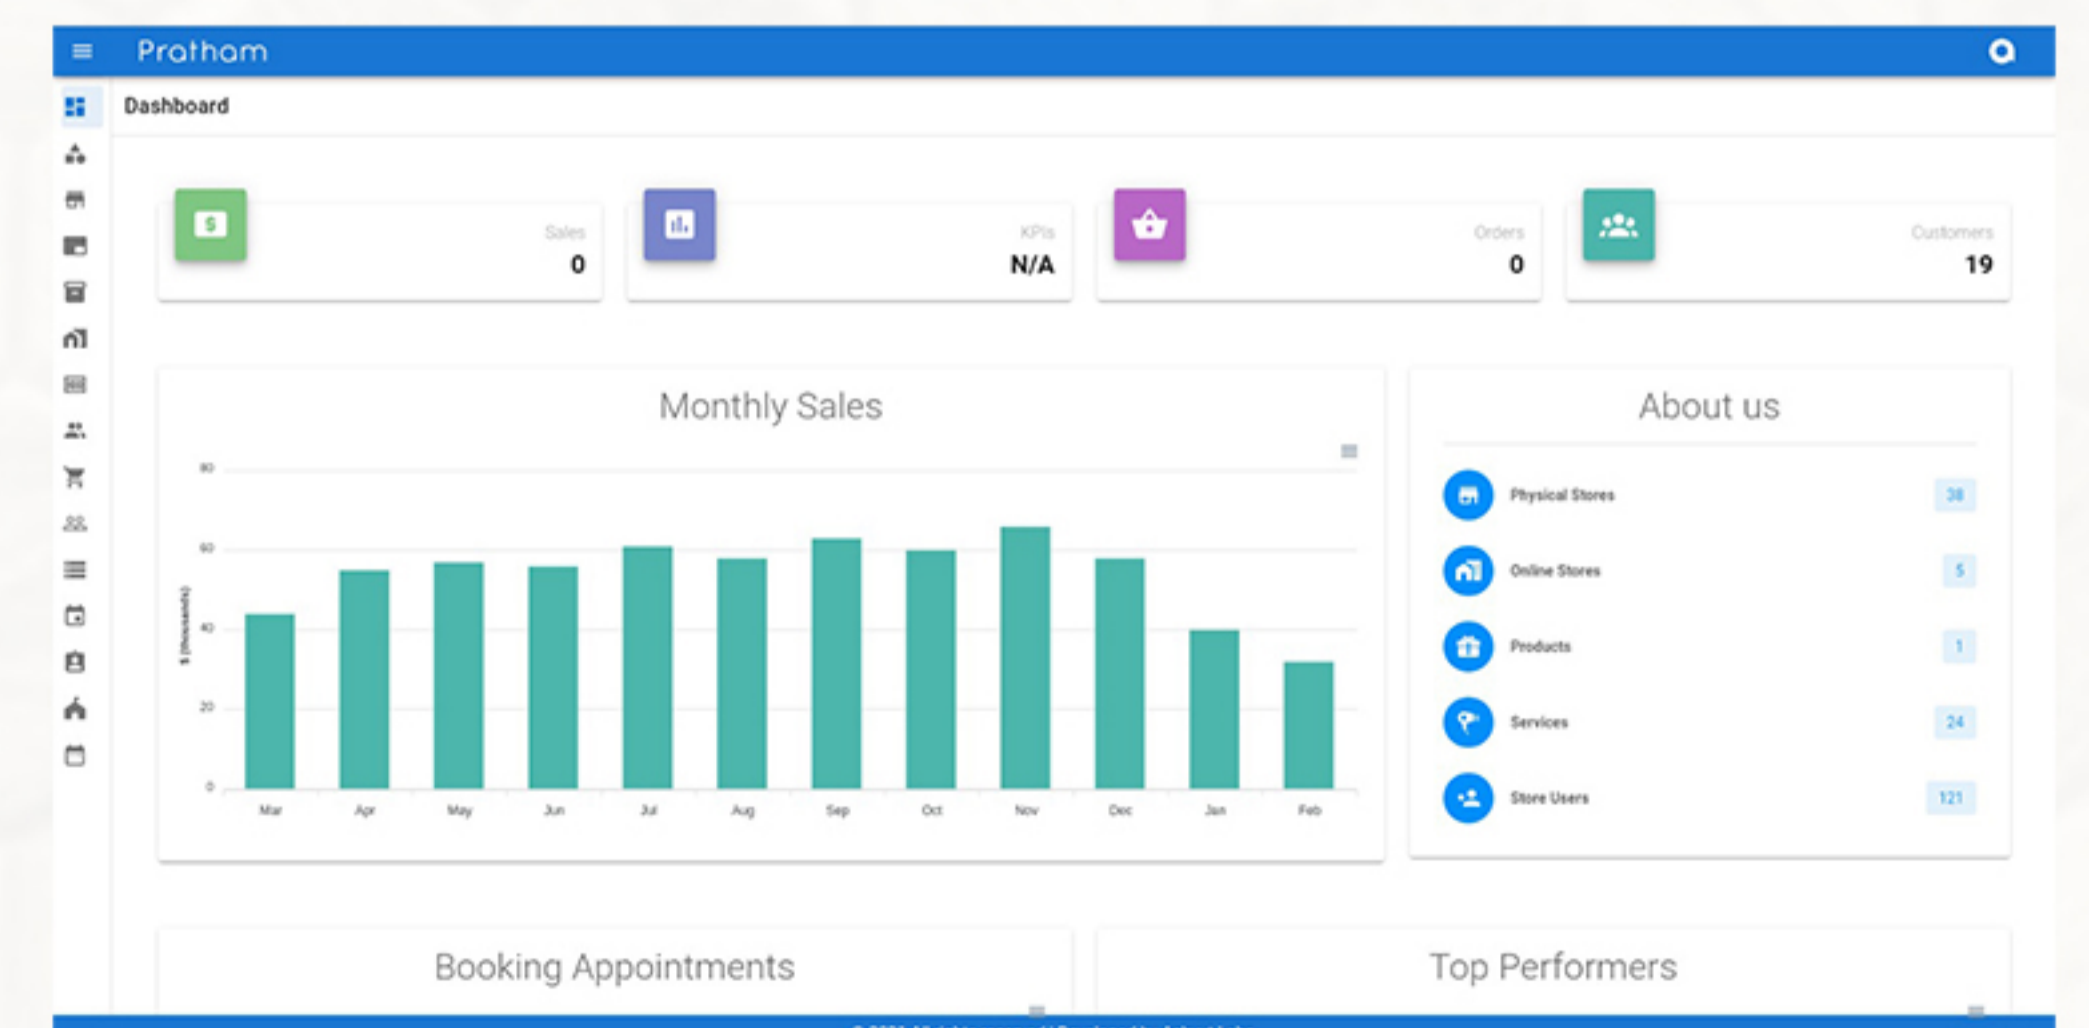 Pratham
Dashboard
Sales
0
KPIs
N/A
Orders
0
Customers
19
Monthly Sales
80
60
40
20
0
$ (thousands)
Mar Apr May Jun Jul Aug Sep Oct Nov Dec Jan Feb
About us
Physical Stores 38
Online Stores 5
Products 1
Services 24
Store Users 121
Booking Appointments
Top Performers